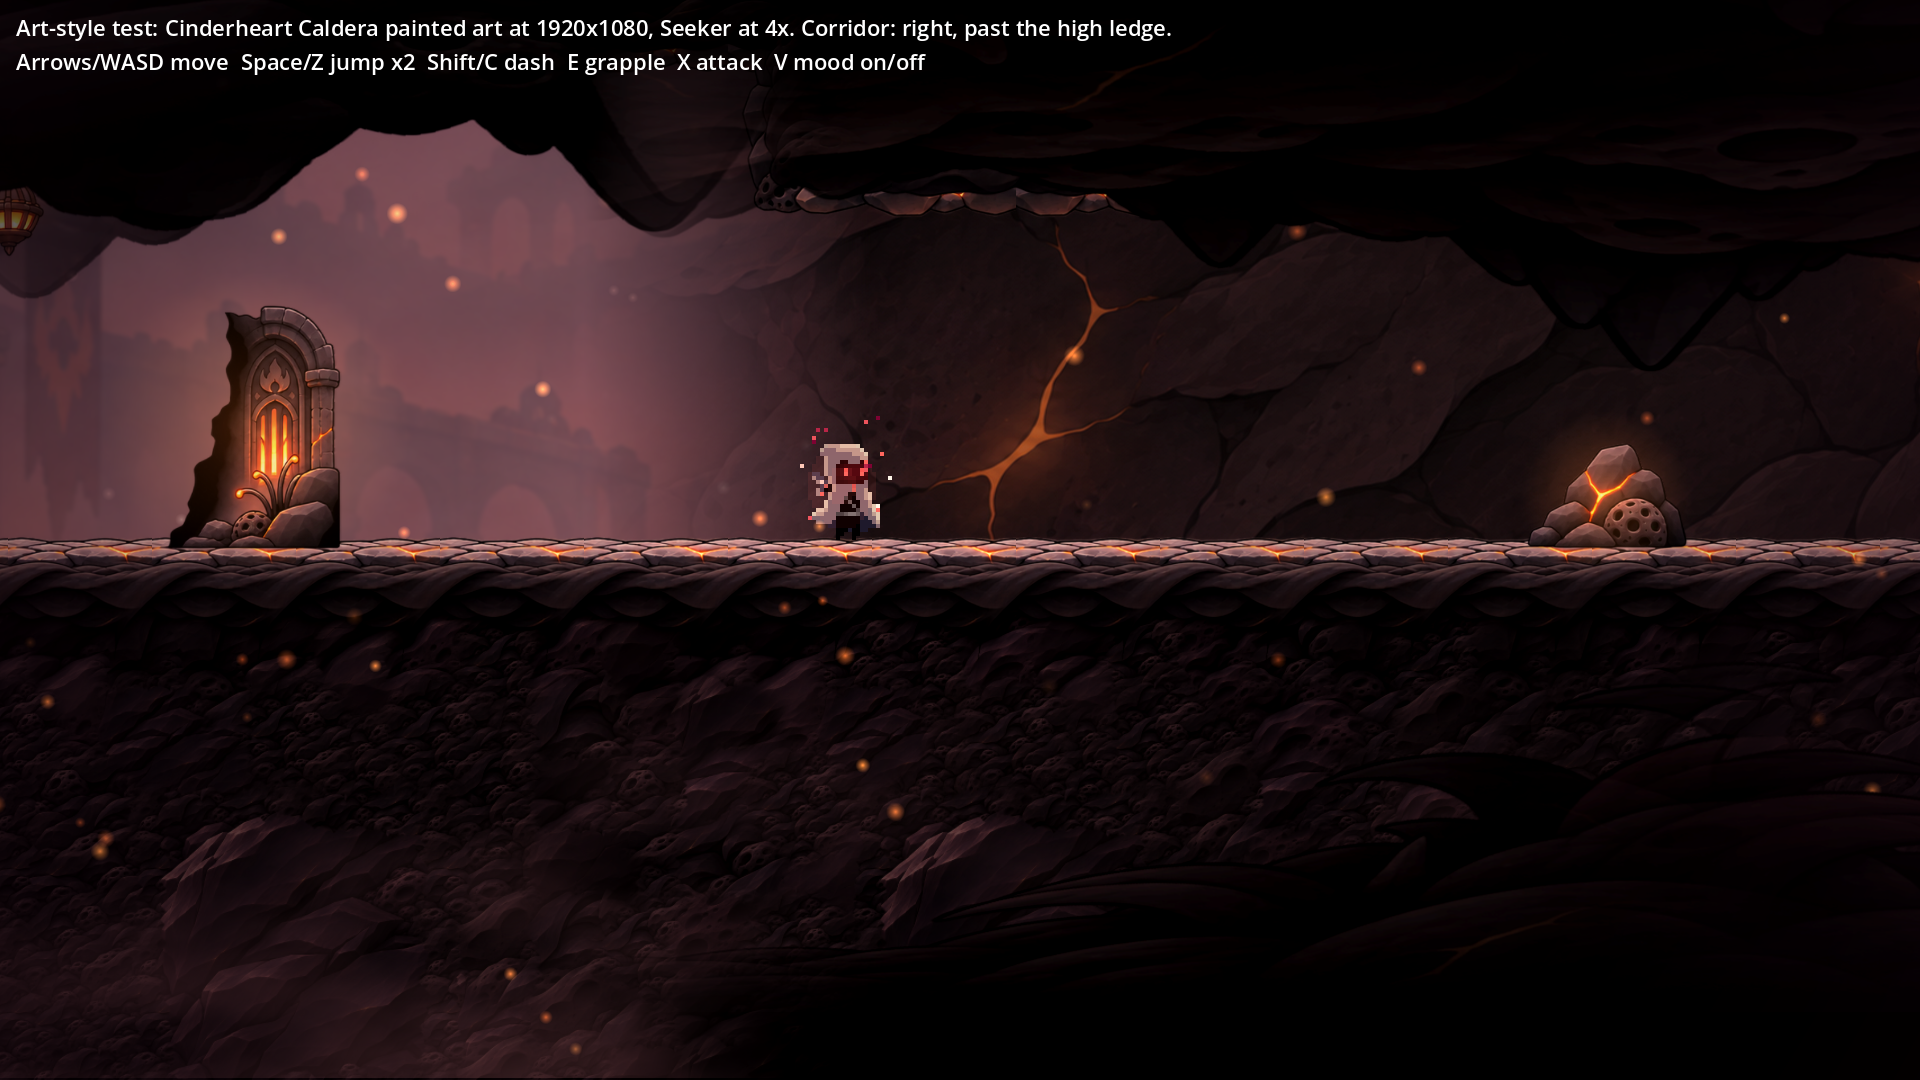 Art-style test: Cinderheart Caldera painted art at 1920x1080, Seeker at 4x. Corridor: right, past the high ledge.
Arrows/WASD move  Space/Z jump x2  Shift/C dash  E grapple  X attack  V mood on/off